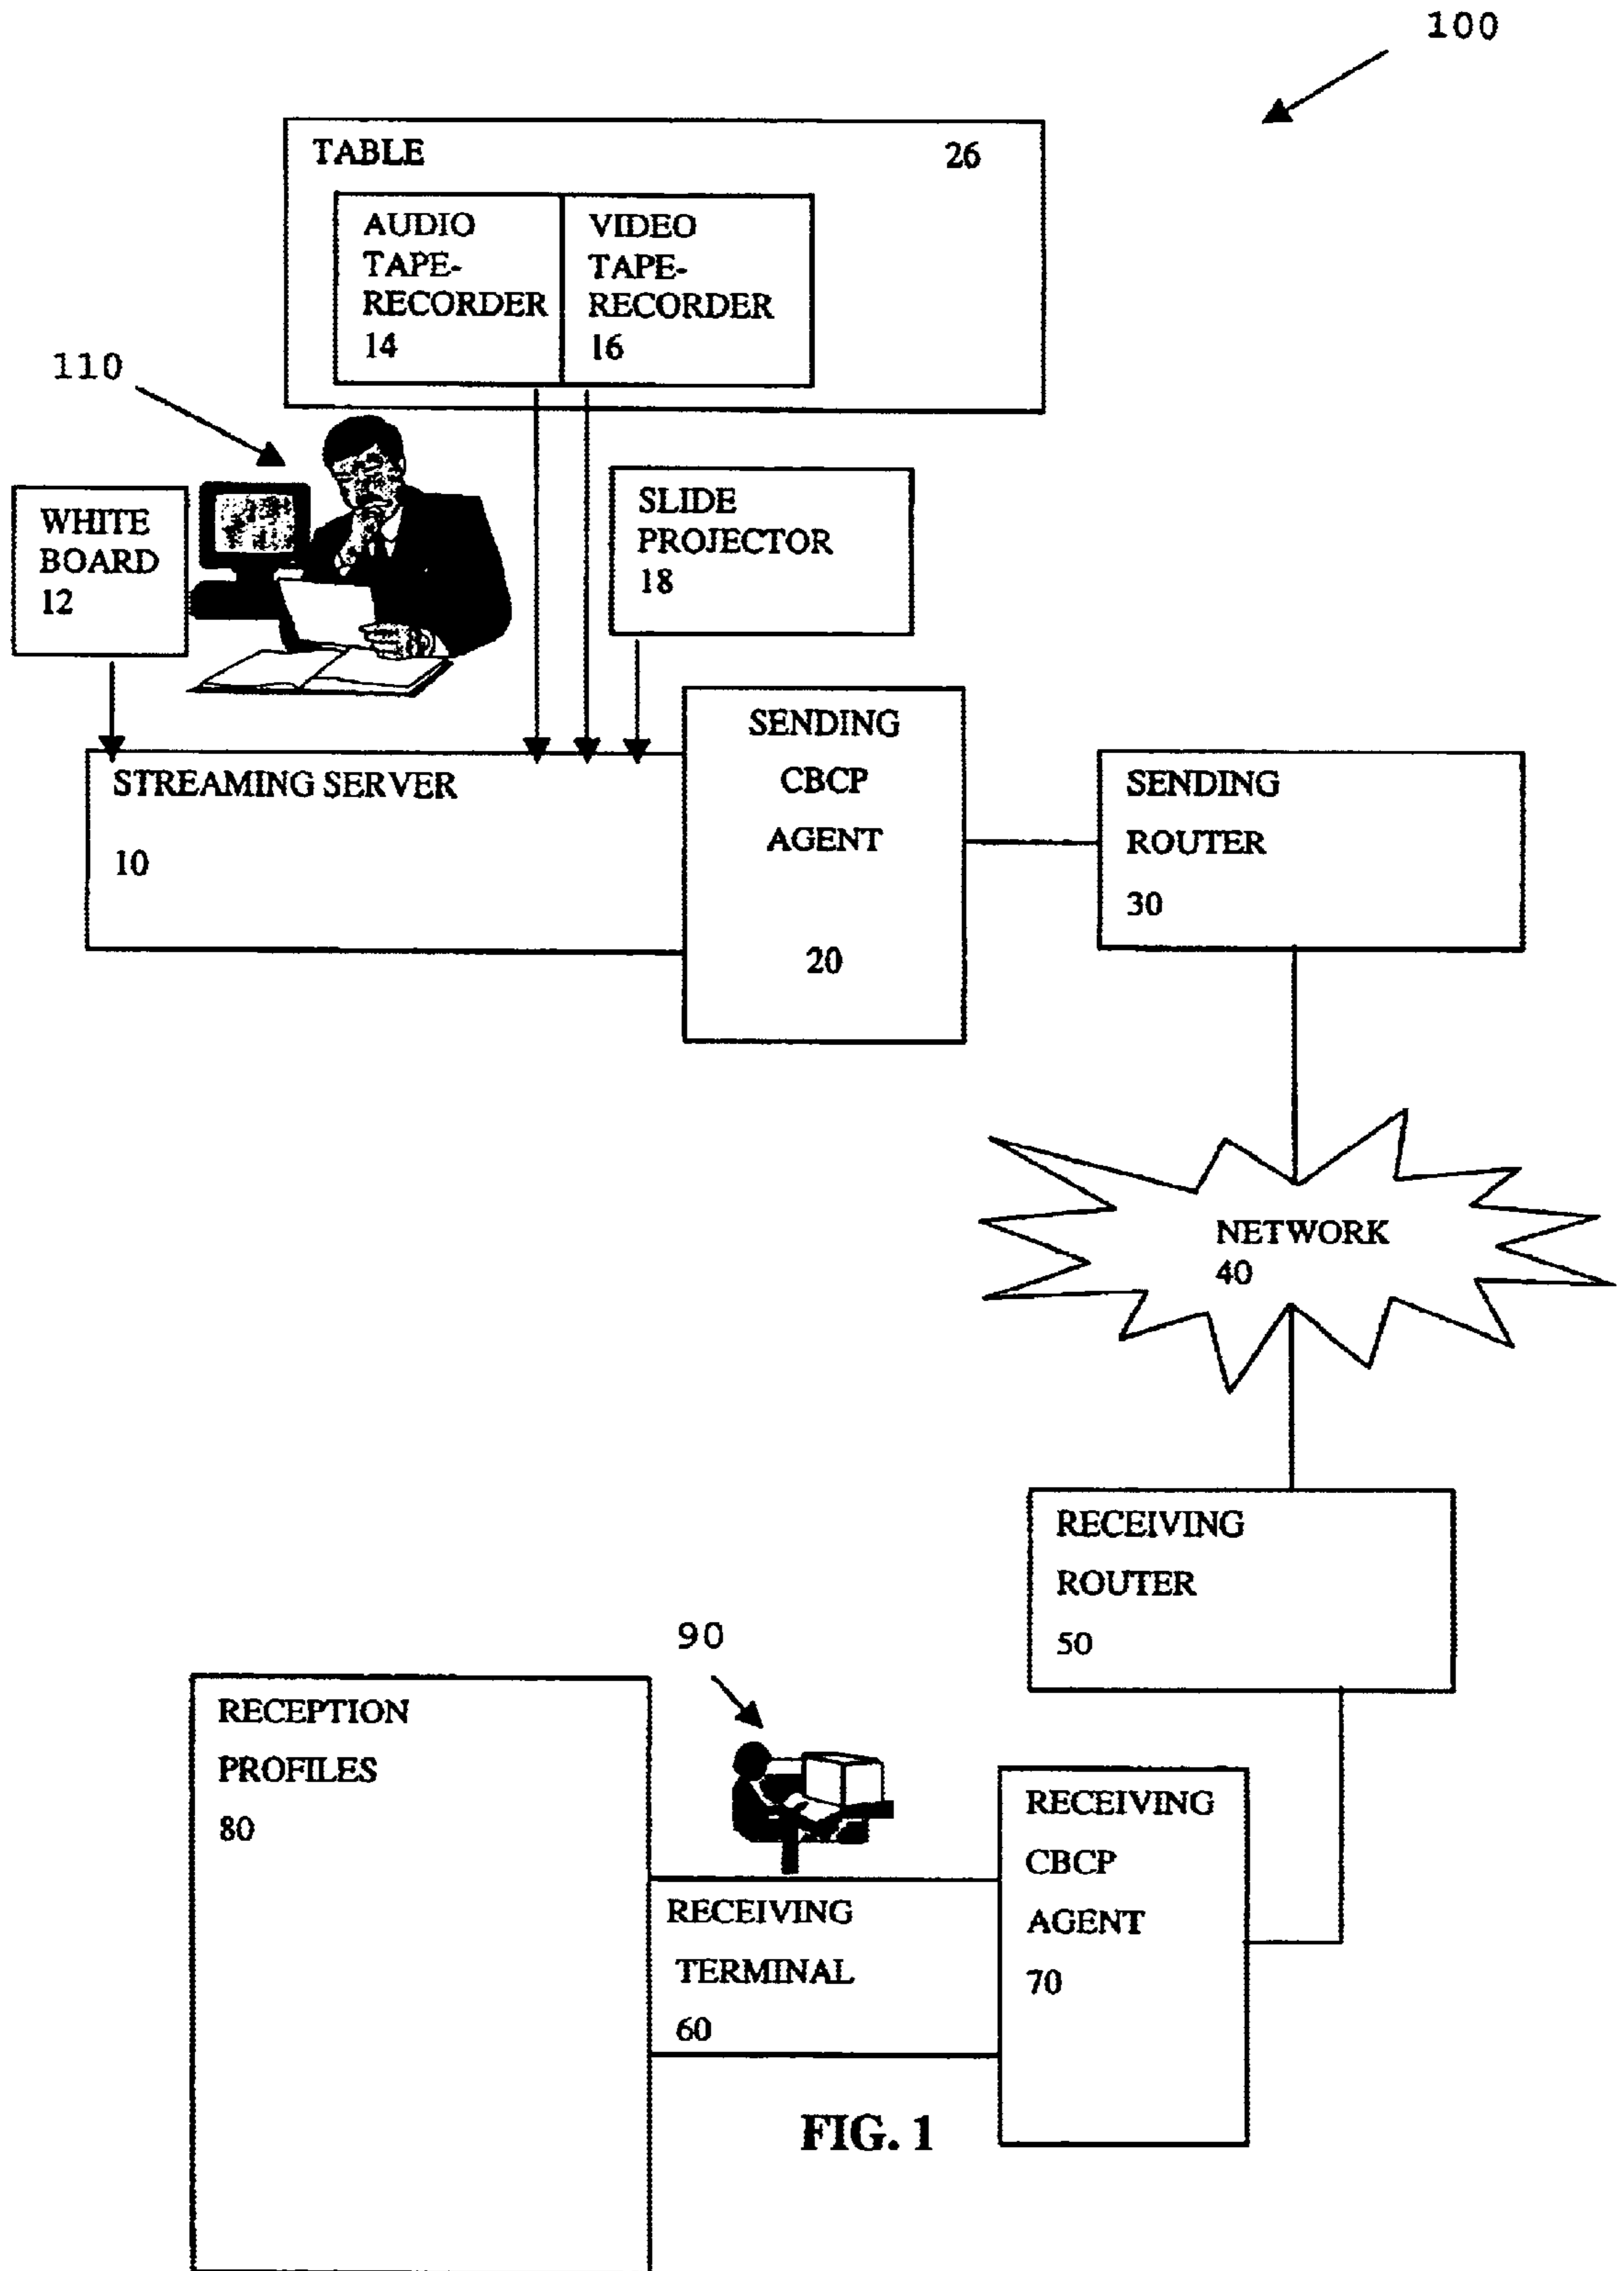 100
TABLE 26
AUDIO
TAPE-
RECORDER
14
VIDEO
TAPE-
RECORDER
16
110
WHITE
BOARD
12
SLIDE
PROJECTOR
18
STREAMING SERVER
10
SENDING
CBCP
AGENT
20
SENDING
ROUTER
30
NETWORK
40
RECEIVING
ROUTER
50
90
RECEPTION
PROFILES
80
RECEIVING
TERMINAL
60
RECEIVING
CBCP
AGENT
70
FIG. 1